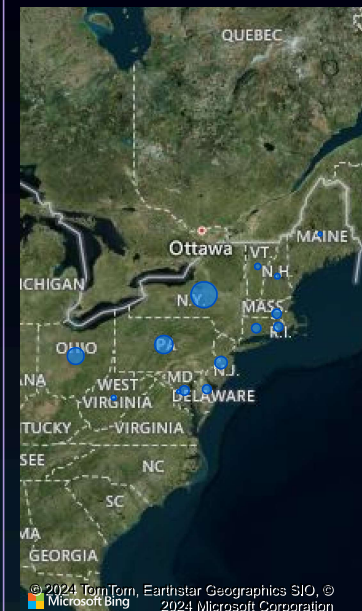 QUEBEC
Ottawa
MAINE
VT.
N.H.
ICHIGAN
N.Y.
MASS.
R.I.
OHIO
PA
N.J.
ANA
MD.
WEST
VIRGINIA
DELAWARE
TUCKY
VIRGINIA
SEE
NC
SC
MA
GEORGIA
© 2024 TomTom, Earthstar Geographics SIO, ©
Microsoft Bing
2024 Microsoft Corporation